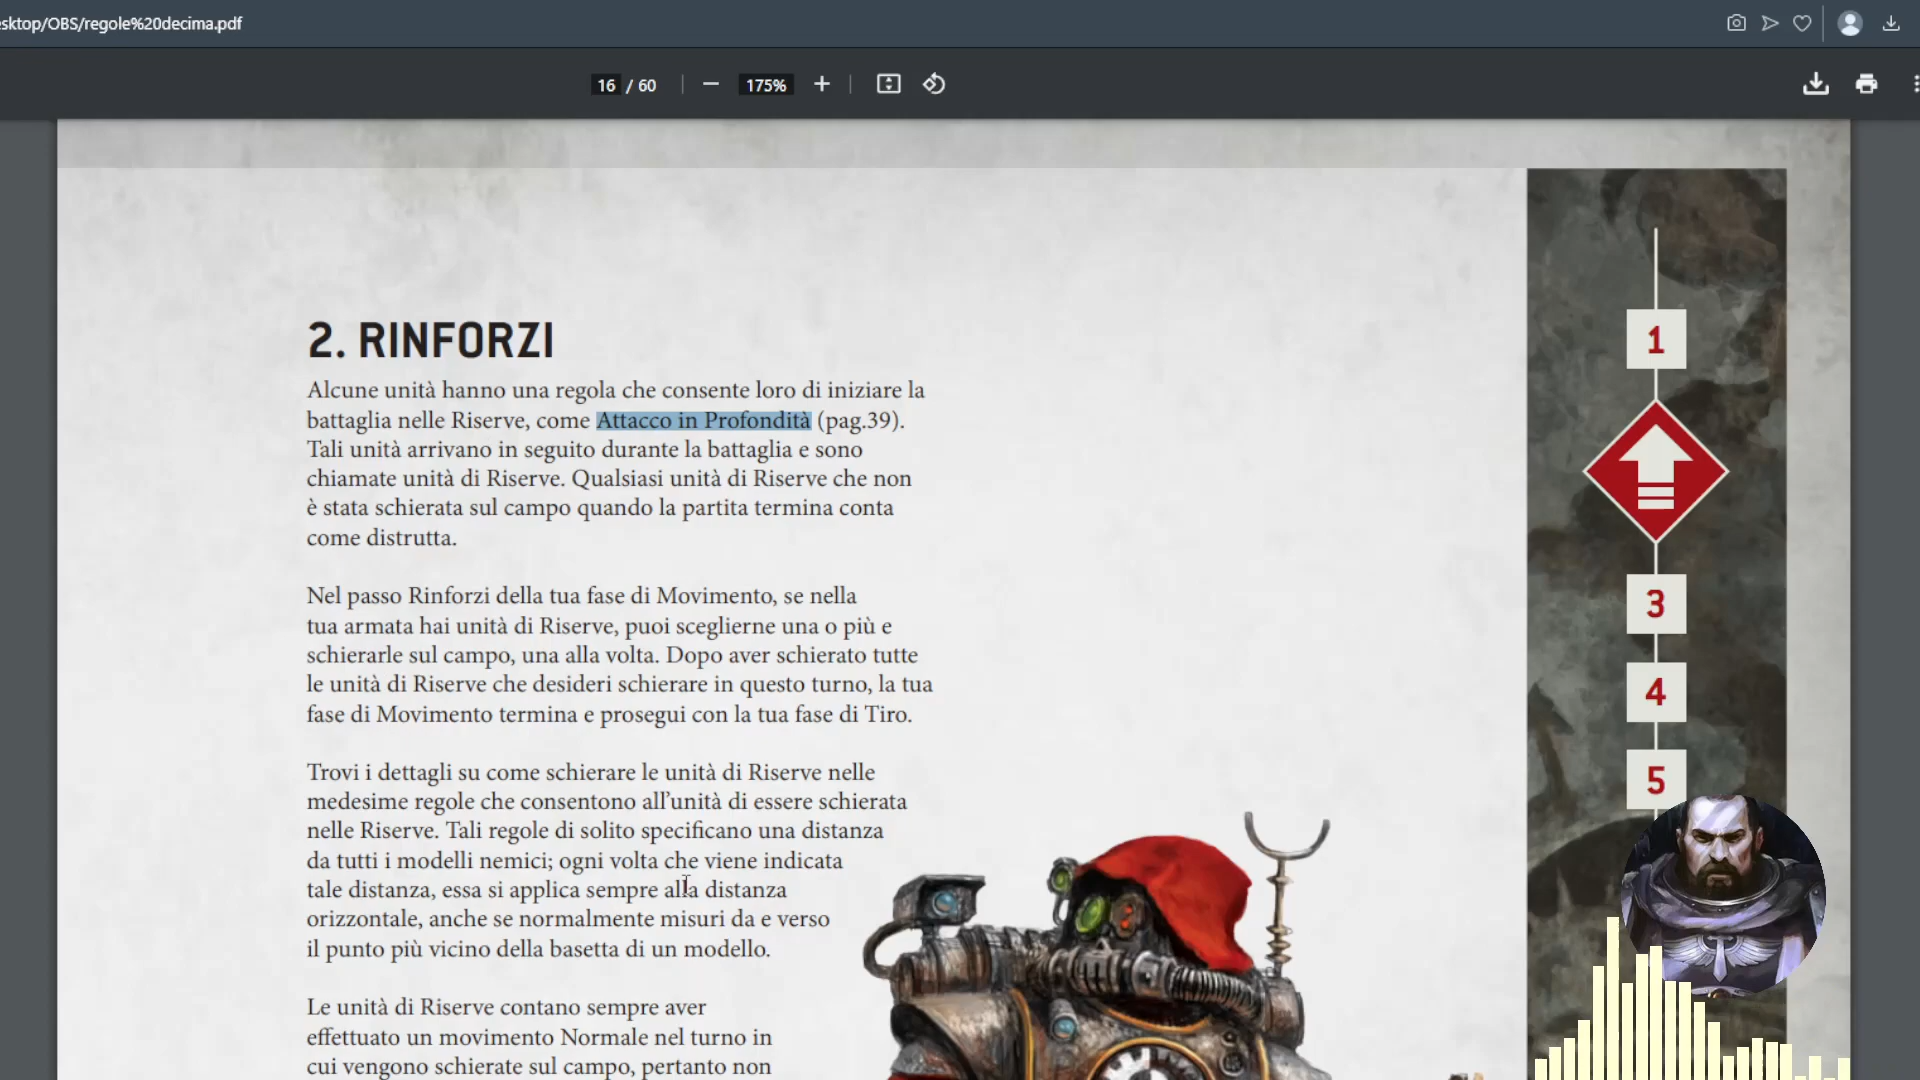 esktop/OBS/regole%20decima.pdf
16 / 60
175%
2. RINFORZI
Alcune unità hanno una regola che consente loro di iniziare la
battaglia nelle Riserve, come Attacco in Profondità (pag.39).
Tali unità arrivano in seguito durante la battaglia e sono
chiamate unità di Riserve. Qualsiasi unità di Riserve che non
è stata schierata sul campo quando la partita termina conta
come distrutta.
Nel passo Rinforzi della tua fase di Movimento, se nella
tua armata hai unità di Riserve, puoi sceglierne una o più e
schierarle sul campo, una alla volta. Dopo aver schierato tutte
le unità di Riserve che desideri schierare in questo turno, la tua
fase di Movimento termina e prosegui con la tua fase di Tiro.
Trovi i dettagli su come schierare le unità di Riserve nelle
medesime regole che consentono all’unità di essere schierata
nelle Riserve. Tali regole di solito specificano una distanza
da tutti i modelli nemici; ogni volta che viene indicata
tale distanza, essa si applica sempre alla distanza
orizzontale, anche se normalmente misuri da e verso
il punto più vicino della basetta di un modello.
Le unità di Riserve contano sempre aver
effettuato un movimento Normale nel turno in
cui vengono schierate sul campo, pertanto non
1
3
4
5